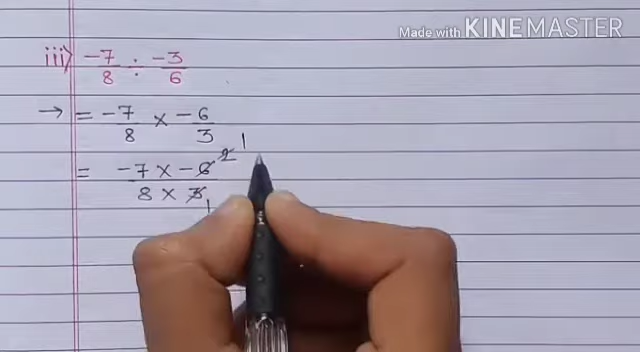 Made with KINEMASTER
iii) -7/8 ÷ -3/6
→ = -7/8 × -6/3
= -7 × -6 2 1 / 8 × 3 1